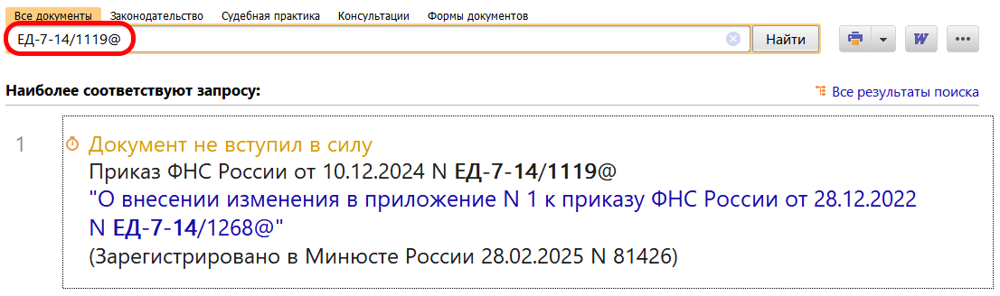 Все документы Законодательство Судебная практика Консультации Формы документов
ЕД-7-14/1119@ Найти W
Наиболее соответствуют запросу: Все результаты поиска
1 Документ не вступил в силу
Приказ ФНС России от 10.12.2024 N ЕД-7-14/1119@
"О внесении изменения в приложение N 1 к приказу ФНС России от 28.12.2022
N ЕД-7-14/1268@"
(Зарегистрировано в Минюсте России 28.02.2025 N 81426)